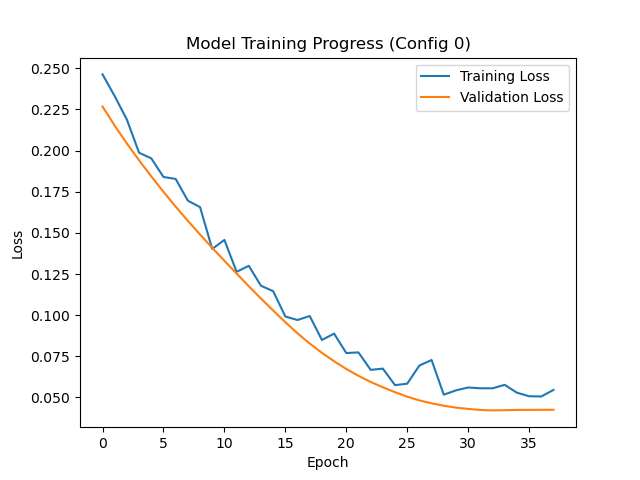 Model Training Progress (Config 0)
Training Loss
Validation Loss
0.250
0.225
0.200
0.175
0.150
0.125
0.100
0.075
0.050
Loss
0 5 10 15 20 25 30 35
Epoch